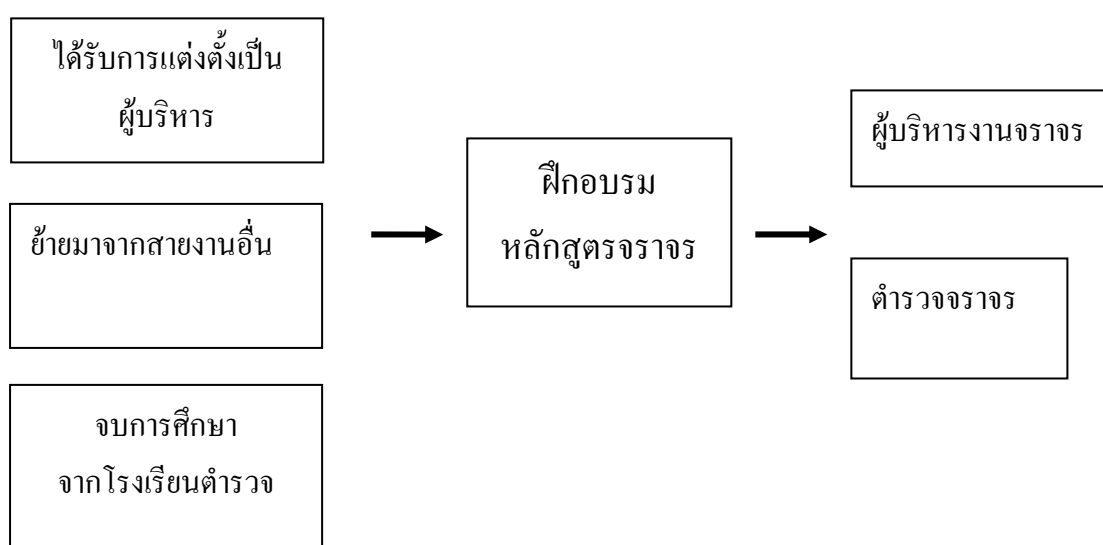 ได้รับการแต่งตั้งเป็น
ผู้บริหาร
ย้ายมาจากสายงานอื่น
จบการศึกษา
จากโรงเรียนตำรวจ
ฝึกอบรม
หลักสูตรจราจร
ผู้บริหารงานจราจร
ตำรวจจราจร